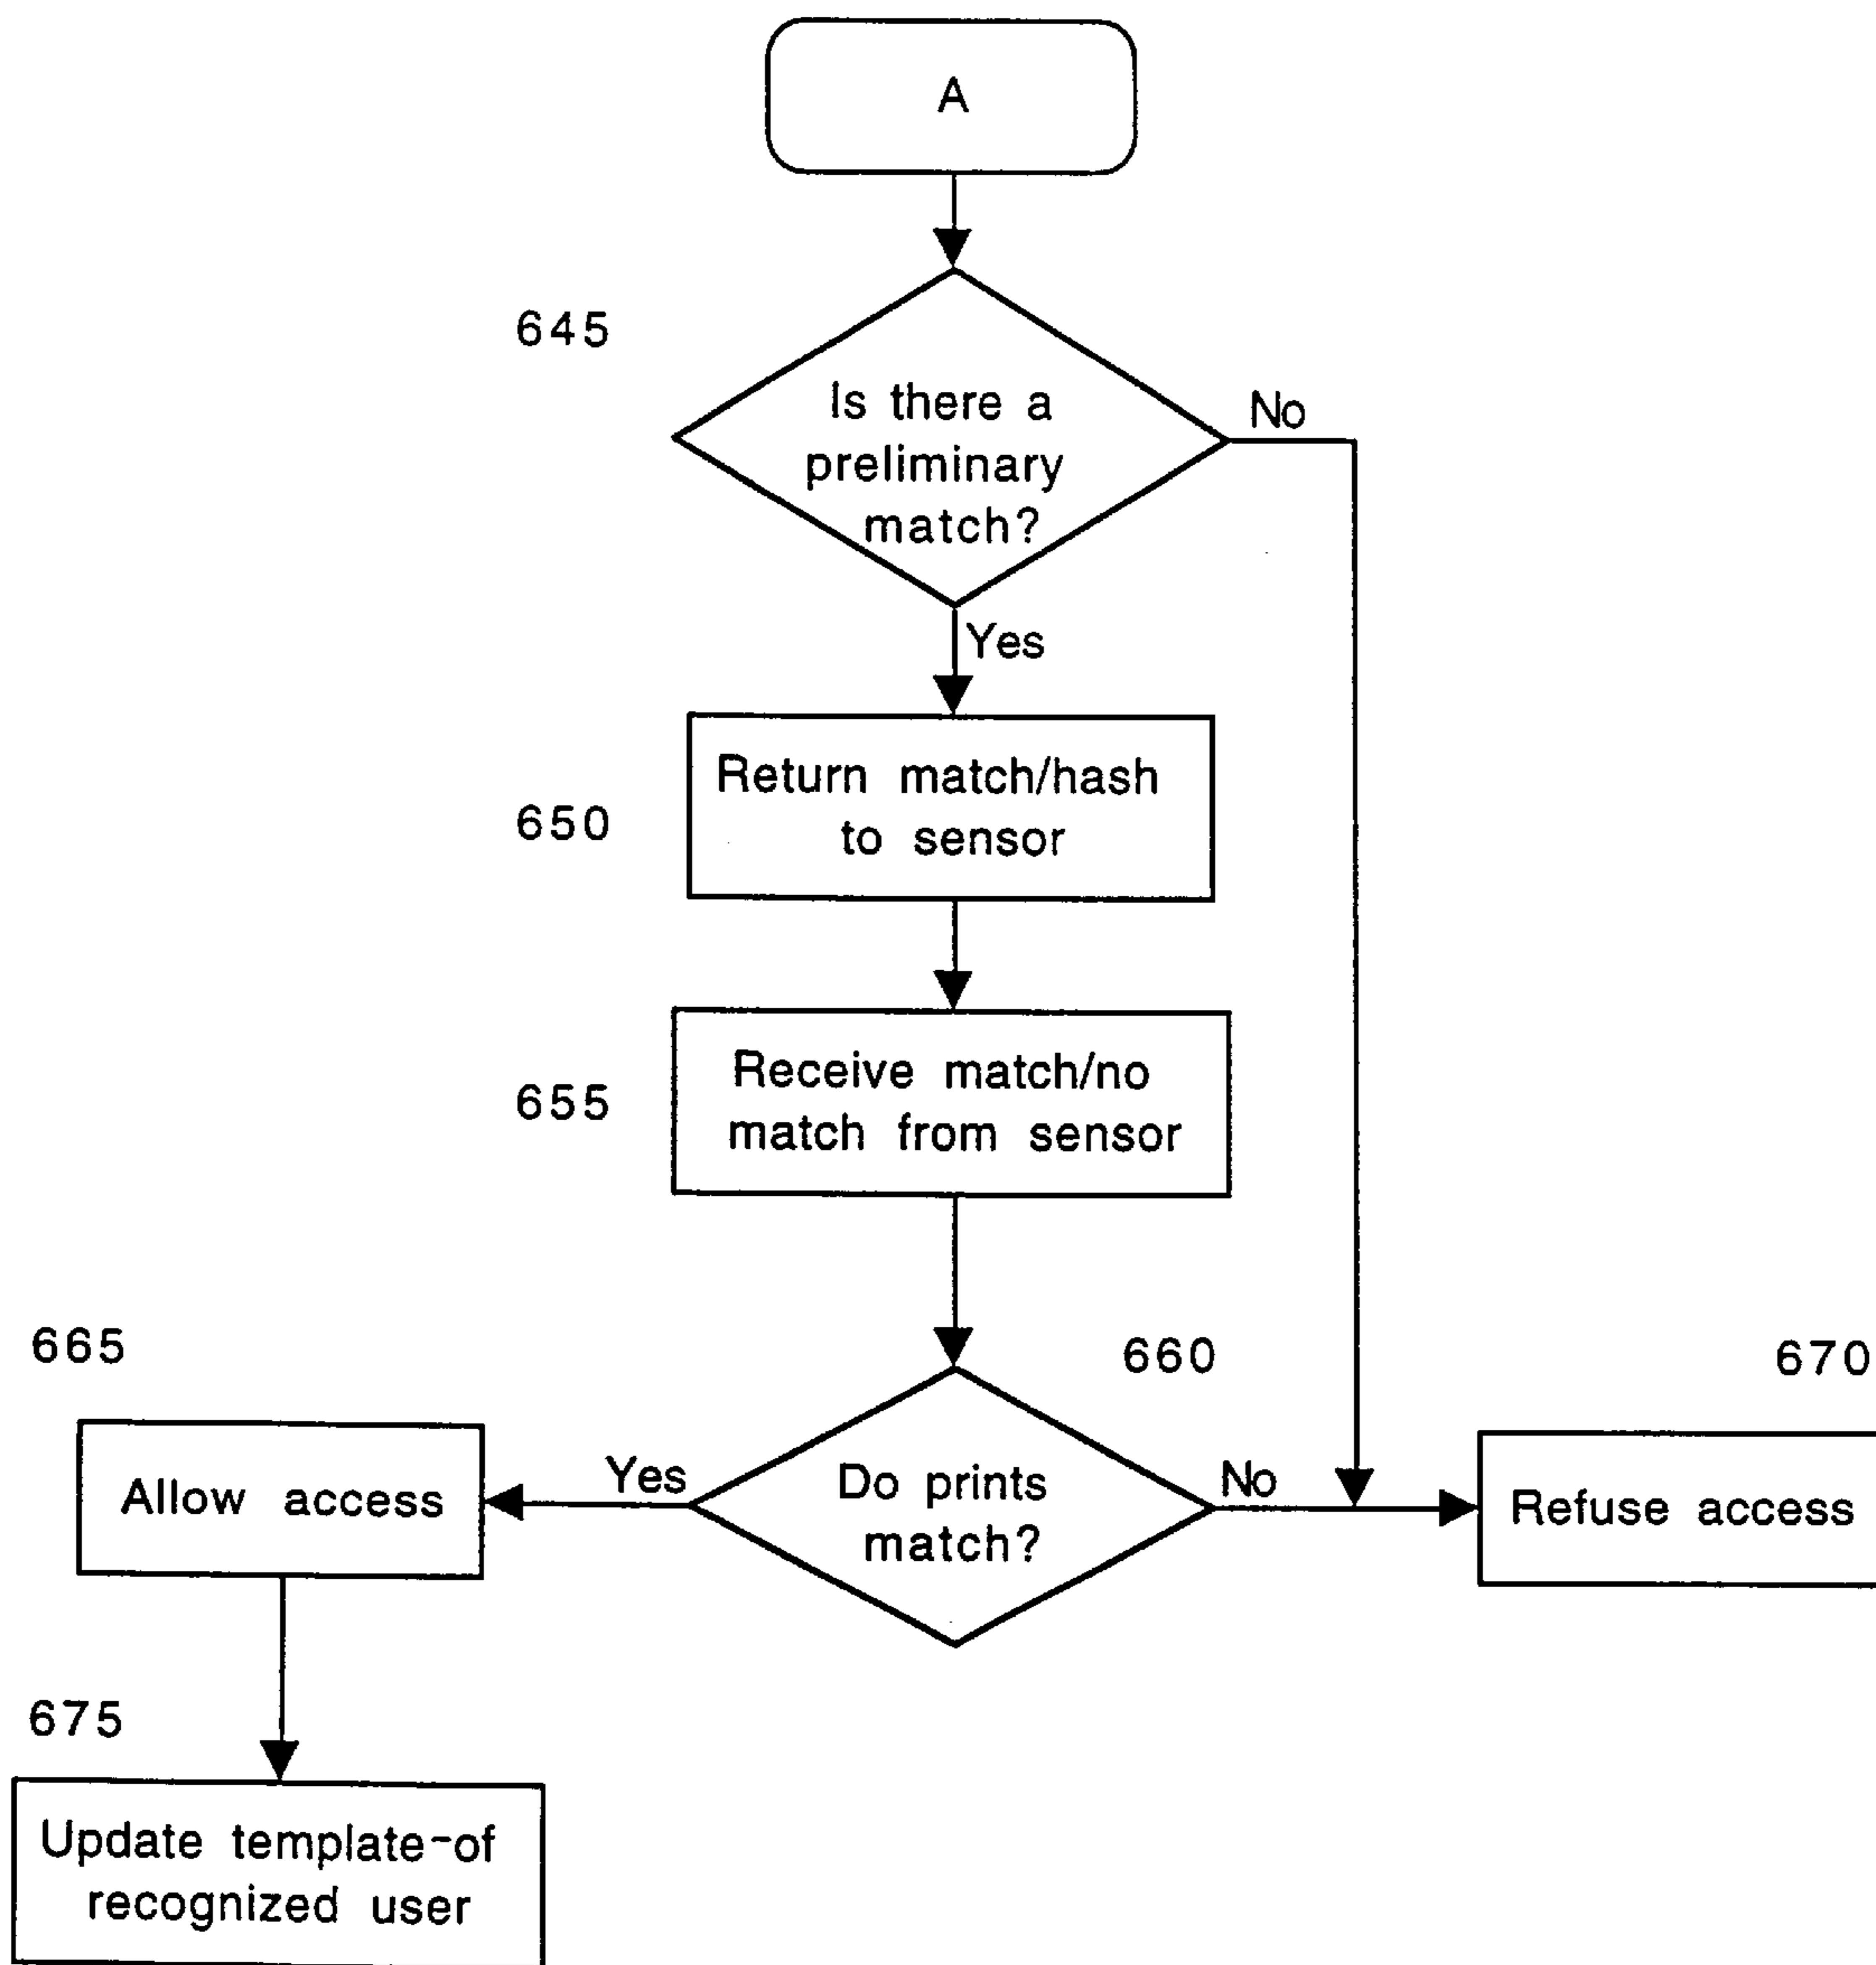 A
645
Is there a
preliminary
match?
No
Yes
650
Return match/hash
to sensor
655
Receive match/no
match from sensor
665
660
670
Allow access
Yes
Do prints
match?
No
Refuse access
675
Update template-of
recognized user